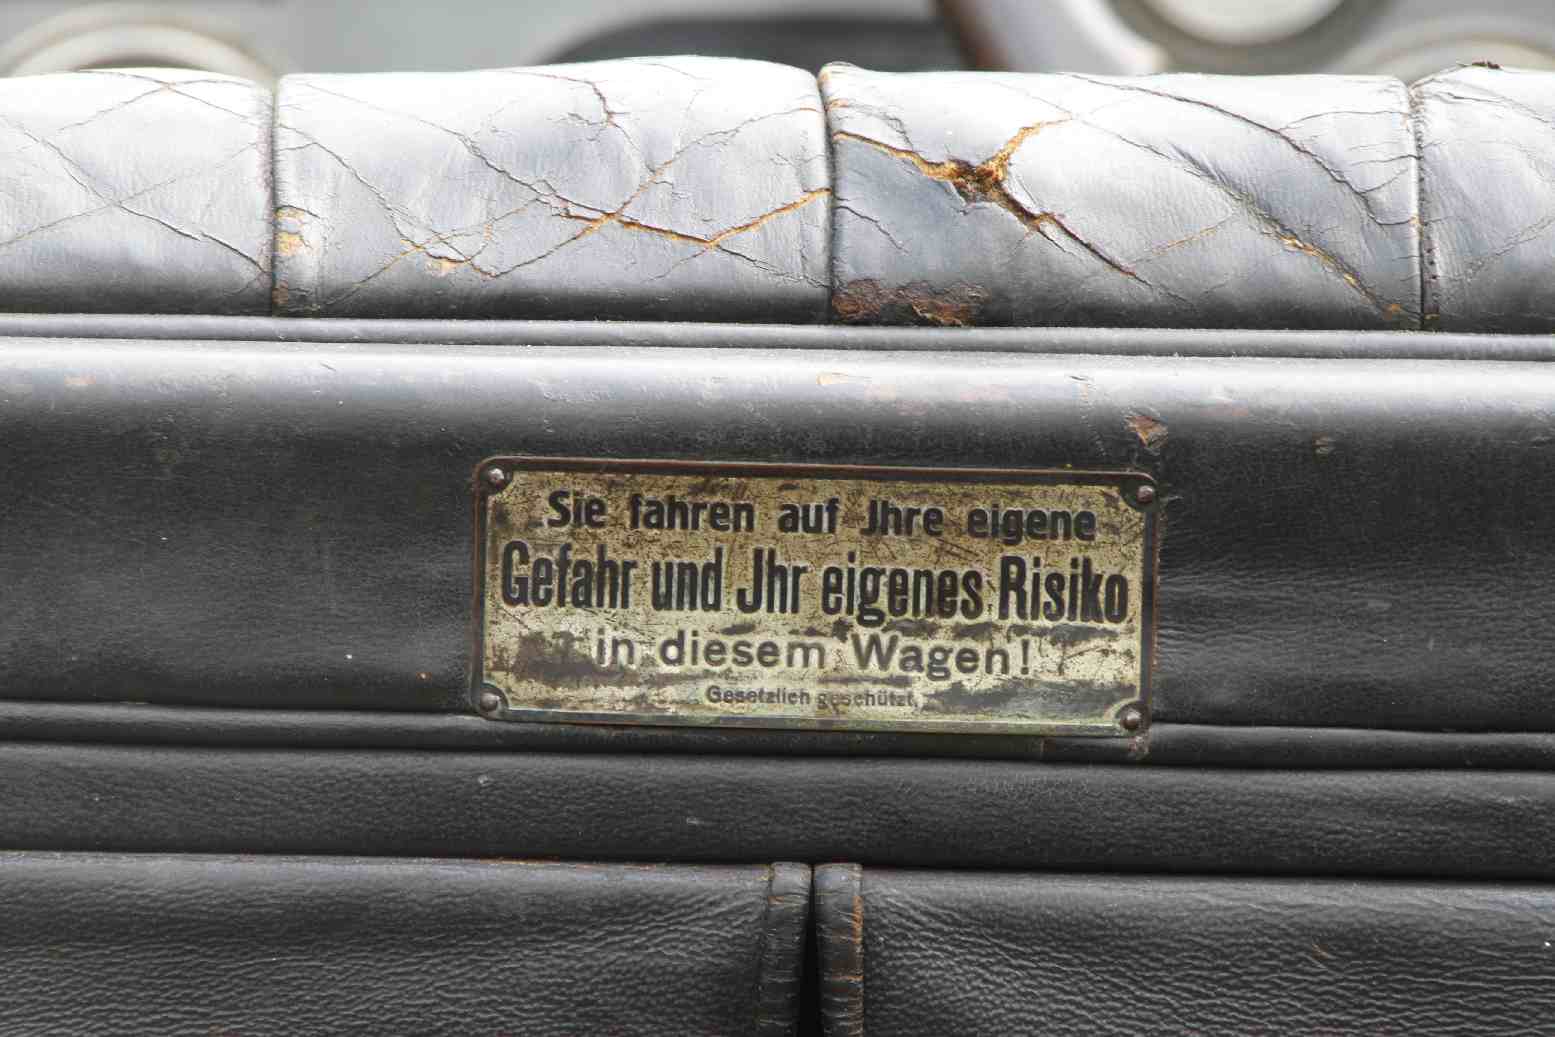 Sie fahren auf Jhre eigene
Gefahr und Jhr eigenes Risiko
in diesem Wagen!
Gesetzlich geschützt.